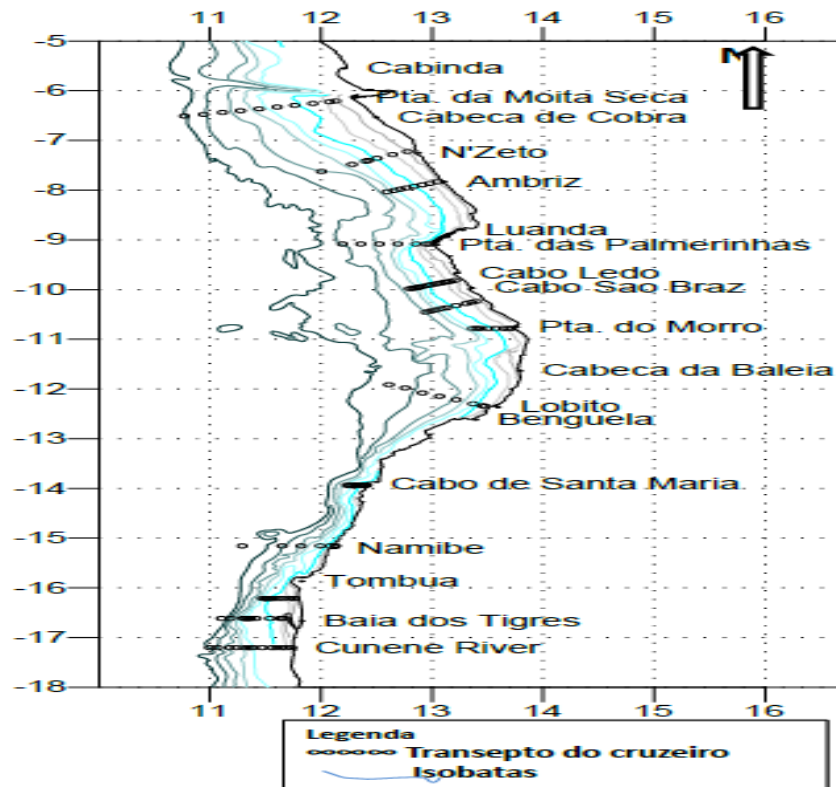 11 12 13 14 15 16
-5
Cabinda
-6
Pta. da Moita Seca
Cabeca de Cobra
-7
N'Zeto
-8
Ambriz
Luanda
-9
Pta. das Palmerinhas
Cabo Ledo
-10
Cabo Sao Braz
Pta. do Morro
-11
Cabeca da Baleia
-12
Lobito
Benguela
-13
-14
Cabo de Santa Maria
-15
Namibe
Tombua
-16
Baia dos Tigres
-17
Cunene River
-18
11 12 13 14 15 16
Legenda
Transepto do cruzeiro
Isobatas